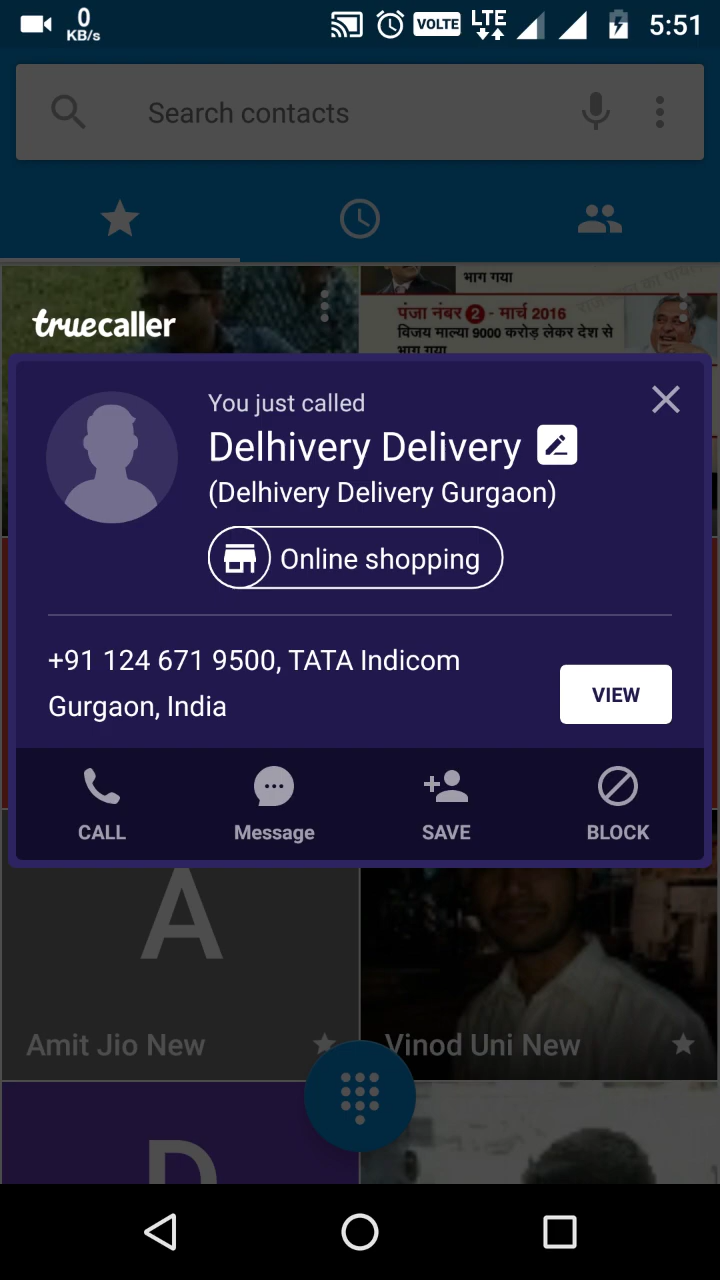 0
KB/s
VOLTE
LTE
5:51
Search contacts
भाग गया
पंजा नंबर 2 - मार्च 2016
विजय माल्या 9000 करोड़ लेकर देश से
भाग गया
truecaller
You just called
Delhivery Delivery
(Delhivery Delivery Gurgaon)
Online shopping
+91 124 671 9500, TATA Indicom
Gurgaon, India
VIEW
CALL
Message
SAVE
BLOCK
A
Amit Jio New
Vinod Uni New
D